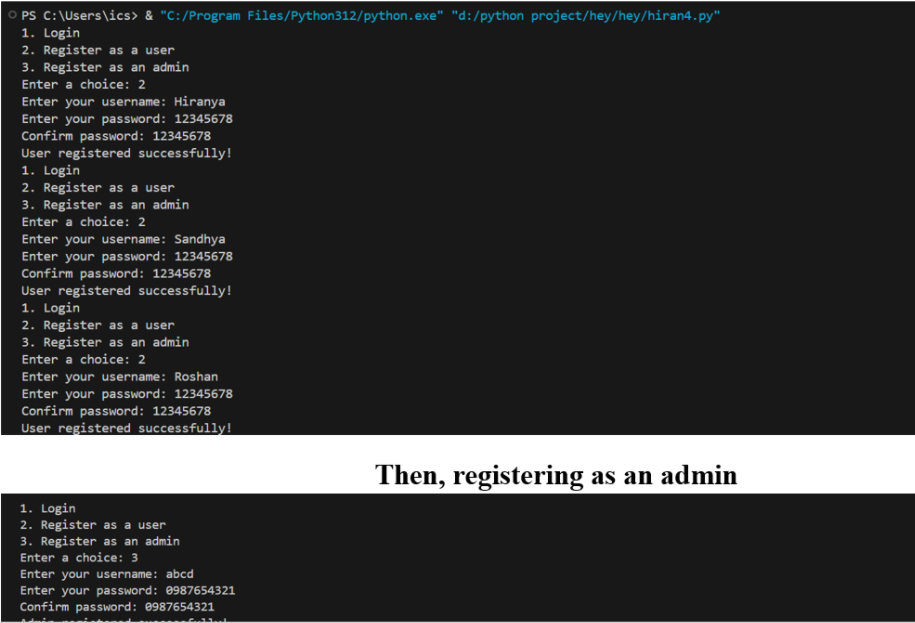 PS C:\Users\ics> & "C:/Program Files/Python312/python.exe" "d:/python project/hey/hey/hiran4.py"
1. Login
2. Register as a user
3. Register as an admin
Enter a choice: 2
Enter your username: Hiranya
Enter your password: 12345678
Confirm password: 12345678
User registered successfully!
1. Login
2. Register as a user
3. Register as an admin
Enter a choice: 2
Enter your username: Sandhya
Enter your password: 12345678
Confirm password: 12345678
User registered successfully!
1. Login
2. Register as a user
3. Register as an admin
Enter a choice: 2
Enter your username: Roshan
Enter your password: 12345678
Confirm password: 12345678
User registered successfully!
Then, registering as an admin
1. Login
2. Register as a user
3. Register as an admin
Enter a choice: 3
Enter your username: abcd
Enter your password: 0987654321
Confirm password: 0987654321
Admin registered successfully!